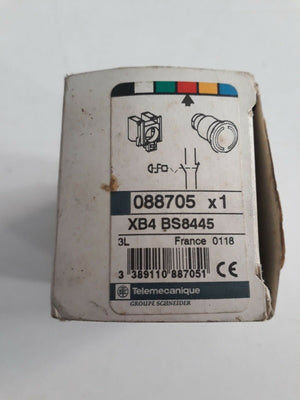 088705 x1
XB4 BS8445
3L France 0118
3 389110 887051 CE
Telemecanique
GROUPE SCHNEIDER